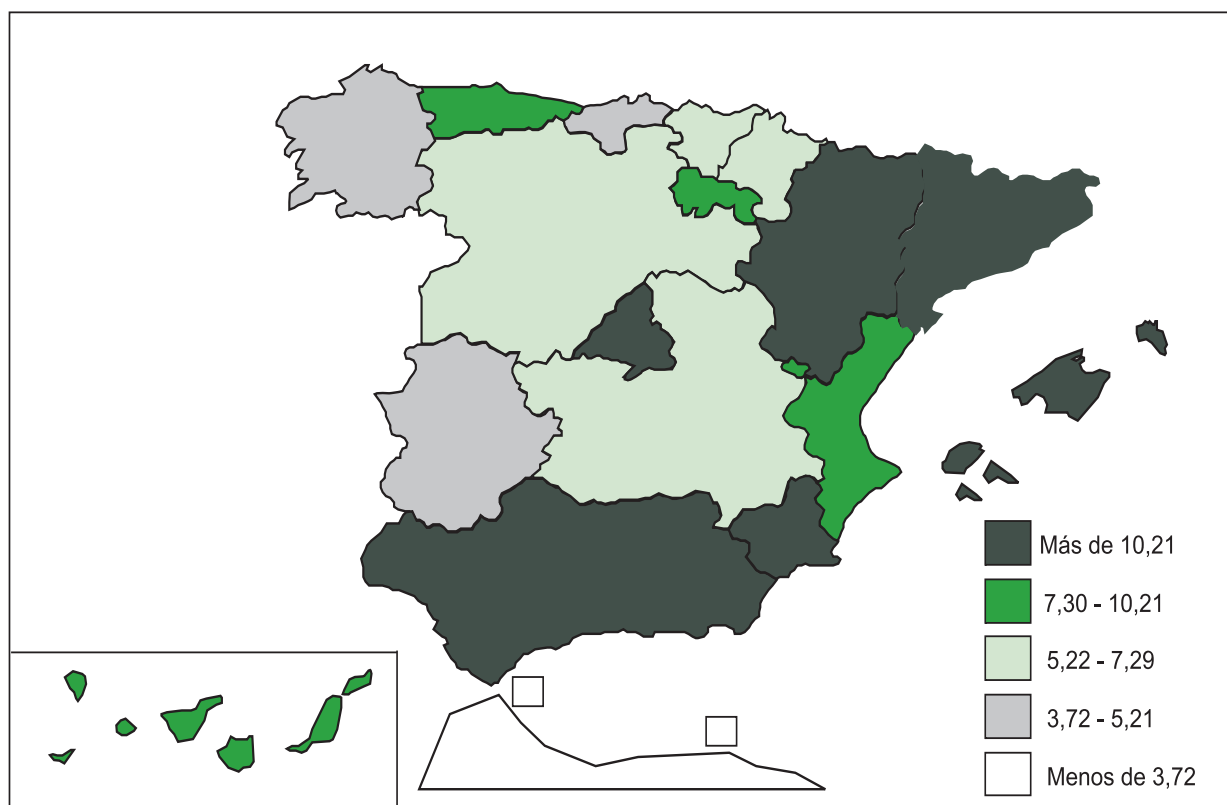 Más de 10,21
7,30 - 10,21
5,22 - 7,29
3,72 - 5,21
Menos de 3,72